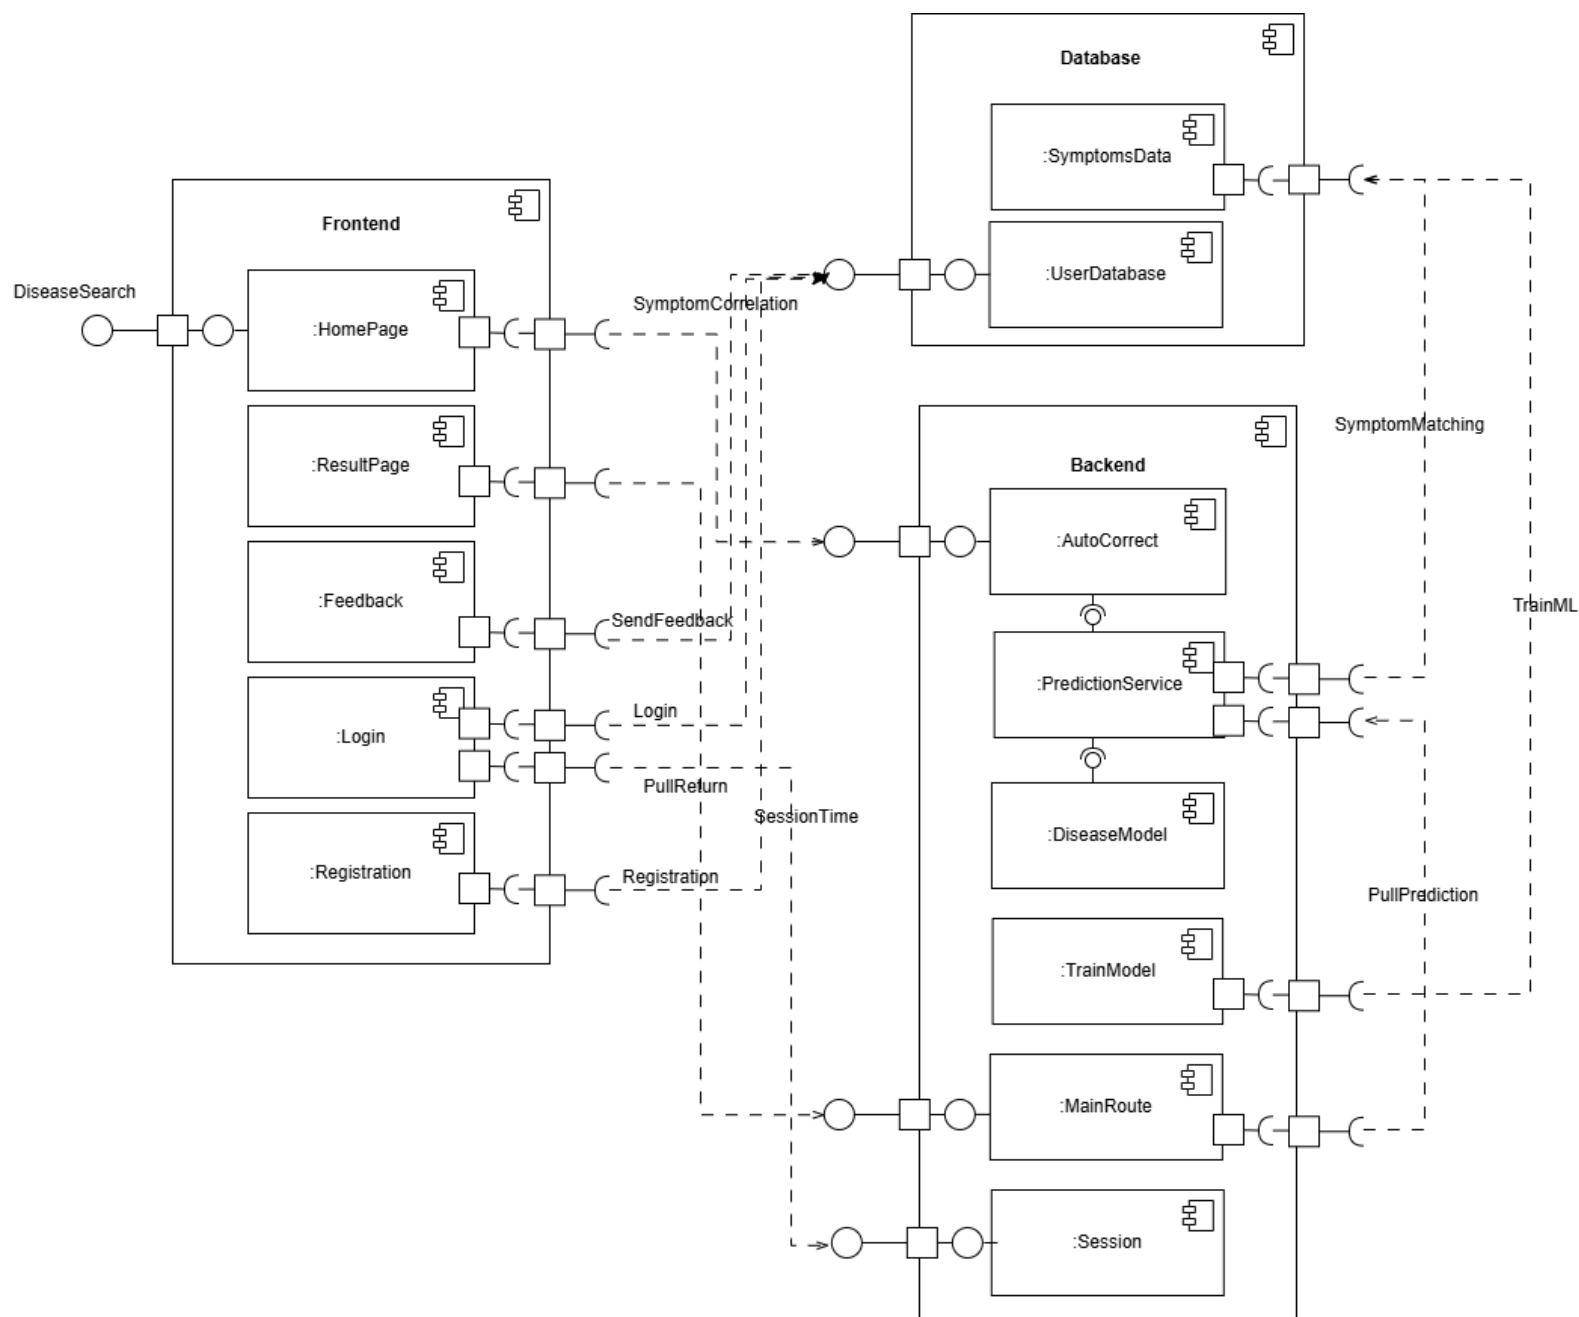 Database
:SymptomsData
:UserDatabase
Frontend
DiseaseSearch
:HomePage
:ResultPage
:Feedback
:Login
:Registration
SymptomCorrelation
SendFeedback
Login
PullReturn
SessionTime
Registration
Backend
:AutoCorrect
:PredictionService
:DiseaseModel
:TrainModel
:MainRoute
:Session
SymptomMatching
TrainML
PullPrediction